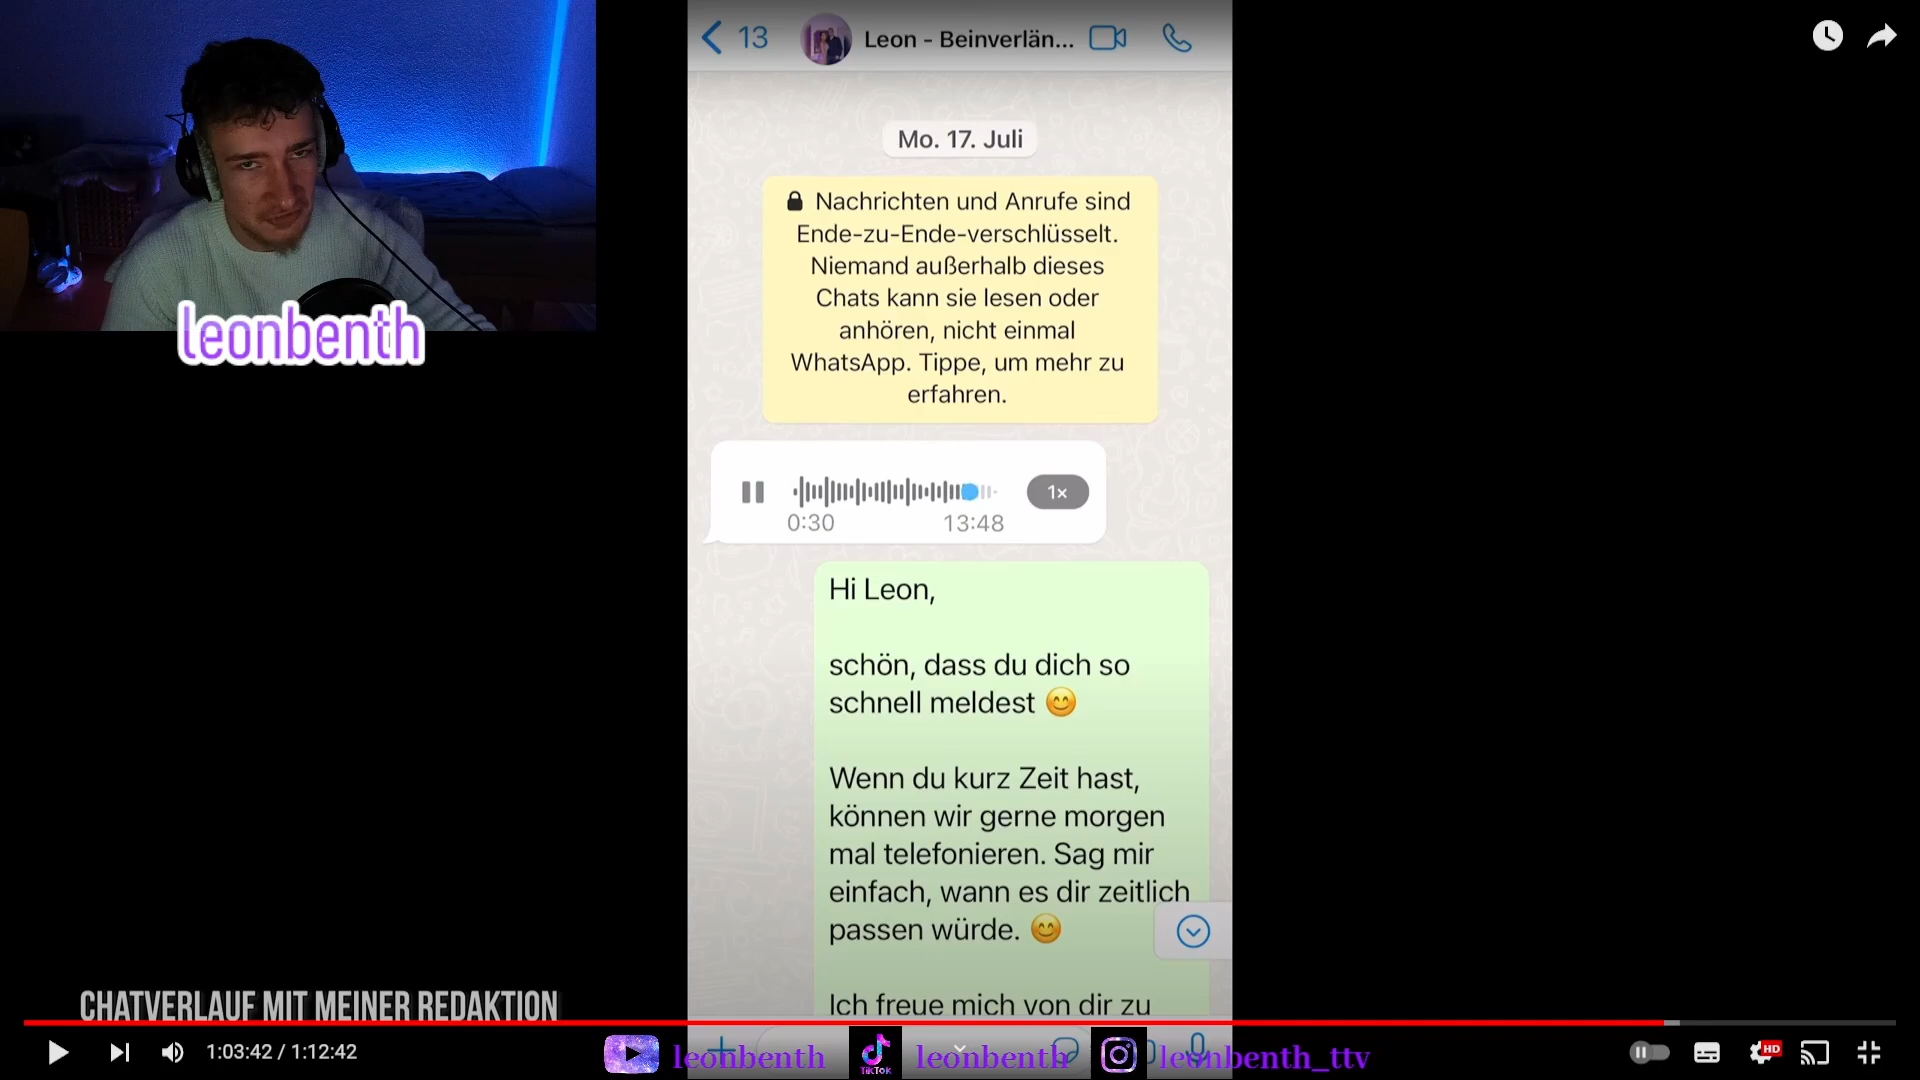 13
Leon - Beinverlän...
Mo. 17. Juli
Nachrichten und Anrufe sind
Ende-zu-Ende-verschlüsselt.
Niemand außerhalb dieses
Chats kann sie lesen oder
anhören, nicht einmal
WhatsApp. Tippe, um mehr zu
erfahren.
1×
0:30
13:48
Hi Leon,
schön, dass du dich so
schnell meldest 😊
Wenn du kurz Zeit hast,
können wir gerne morgen
mal telefonieren. Sag mir
einfach, wann es dir zeitlich
passen würde. 😊
Ich freue mich von dir zu
leonbenth
CHATVERLAUF MIT MEINER REDAKTION
1:03:42 / 1:12:42
leonbenth
TikTok
leonbenth
leonbenth_ttv
HD